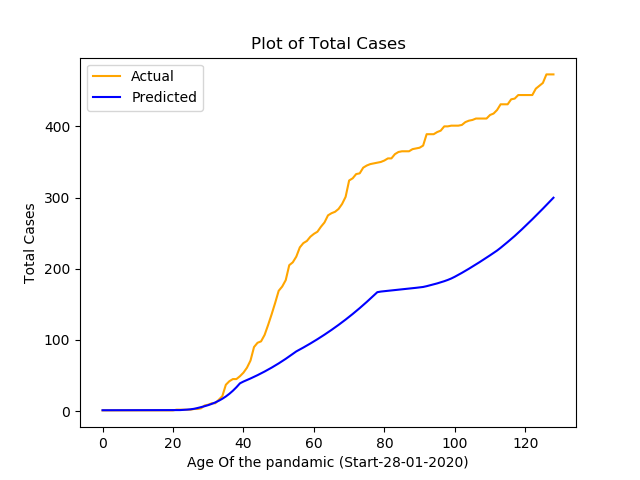 Plot of Total Cases
Actual
Predicted
400
300
200
100
0
Total Cases
0 20 40 60 80 100 120
Age Of the pandamic (Start-28-01-2020)